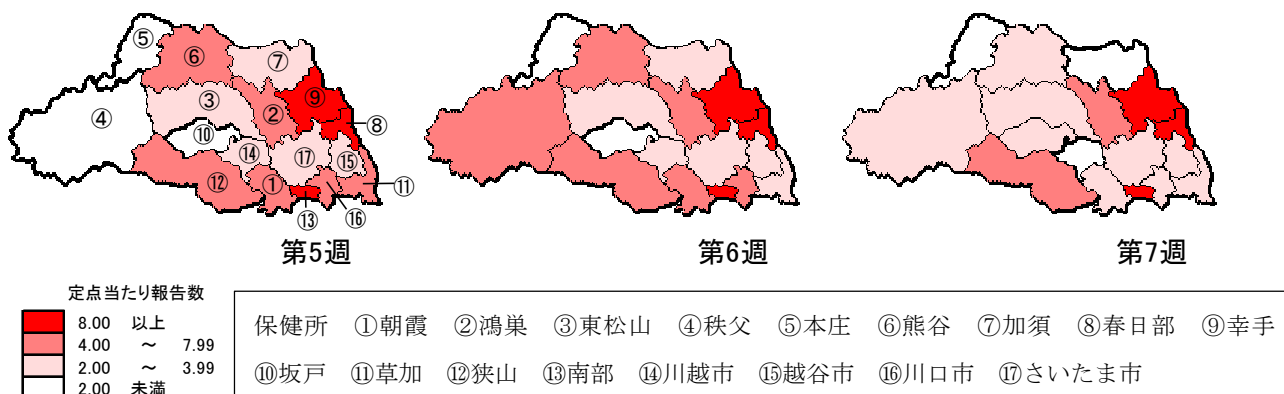 ⑤
⑥
⑦
④
③
②
⑨
⑩
⑧
⑭
⑰
⑮
⑫
①
⑪
⑬
⑯
第5週
第6週
第7週
定点当たり報告数
8.00 以上
4.00 ～ 7.99
2.00 ～ 3.99
2.00 未満
保健所 ①朝霞 ②鴻巣 ③東松山 ④秩父 ⑤本庄 ⑥熊谷 ⑦加須 ⑧春日部 ⑨幸手
⑩坂戸 ⑪草加 ⑫狭山 ⑬南部 ⑭川越市 ⑮越谷市 ⑯川口市 ⑰さいたま市